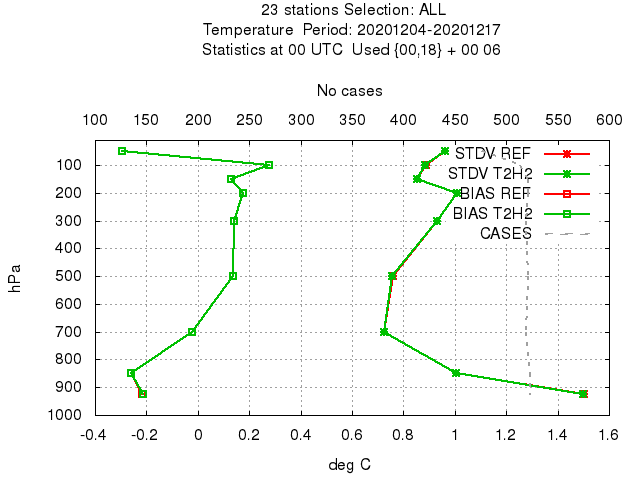 23 stations Selection: ALL
Temperature  Period: 20201204-20201217
Statistics at 00 UTC  Used {00,18} + 00 06
No cases
100 150 200 250 300 350 400 450 500 550 600
STDV REF
STDV T2H2
BIAS REF
BIAS T2H2
CASES
100
200
300
400
500
600
700
800
900
1000
hPa
-0.4 -0.2 0 0.2 0.4 0.6 0.8 1 1.2 1.4 1.6
deg C